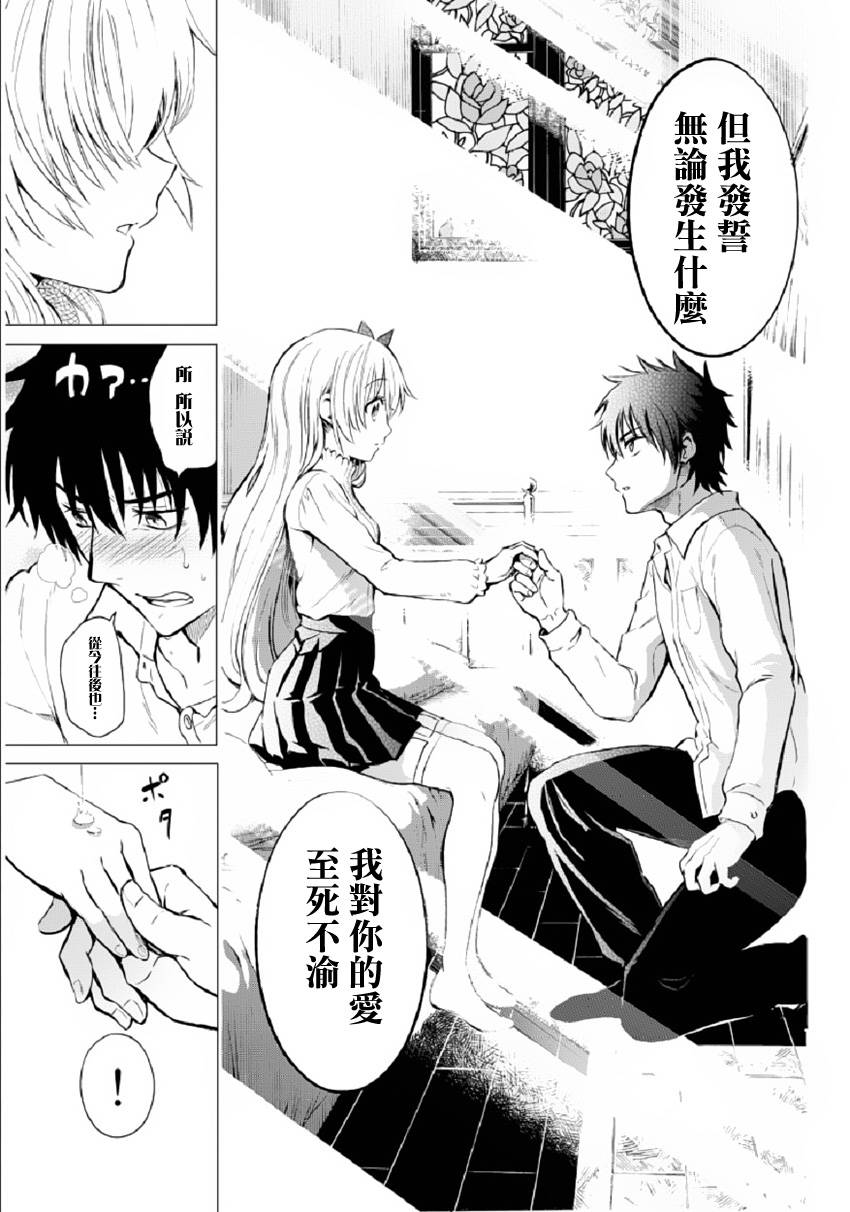 但我發誓
無論發生什麼
我對你的愛
至死不渝
所 所以說
カァ‥
從今往後也…
ポタ
！